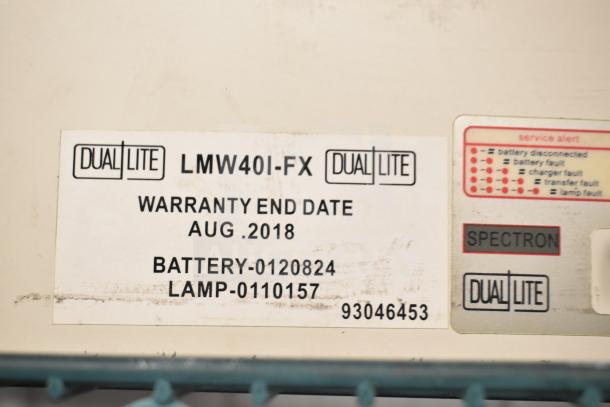 DUAL LITE LMW40I-FX DUAL LITE
WARRANTY END DATE
AUG .2018
BATTERY-0120824
LAMP-0110157
93046453
service alert
= battery disconnected
= battery fault
= charger fault
= transfer fault
= lamp fault
SPECTRON
DUAL LITE